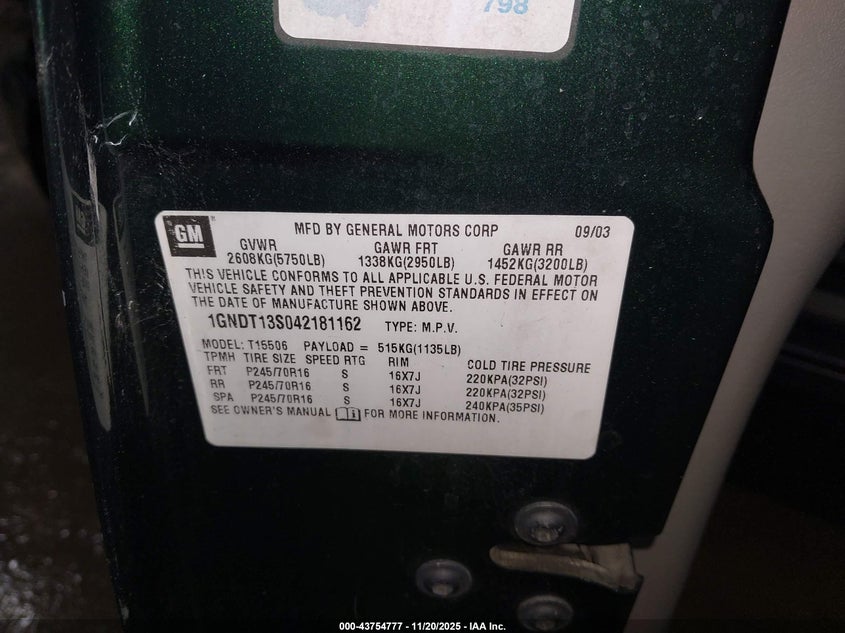 798
GM
MFD BY GENERAL MOTORS CORP 09/03
GVWR GAWR FRT GAWR RR
2608KG(5750LB) 1338KG(2950LB) 1452KG(3200LB)
THIS VEHICLE CONFORMS TO ALL APPLICABLE U.S. FEDERAL MOTOR
VEHICLE SAFETY AND THEFT PREVENTION STANDARDS IN EFFECT ON
THE DATE OF MANUFACTURE SHOWN ABOVE.
1GNDT13S042181162 TYPE: M.P.V.
MODEL: T15506 PAYLOAD = 515KG(1135LB)
TPMH TIRE SIZE SPEED RTG RIM COLD TIRE PRESSURE
FRT P245/70R16 S 16X7J 220KPA(32PSI)
RR P245/70R16 S 16X7J 220KPA(32PSI)
SPA P245/70R16 S 16X7J 240KPA(35PSI)
SEE OWNER'S MANUAL FOR MORE INFORMATION.
000-43754777 - 11/20/2025 - IAA Inc.